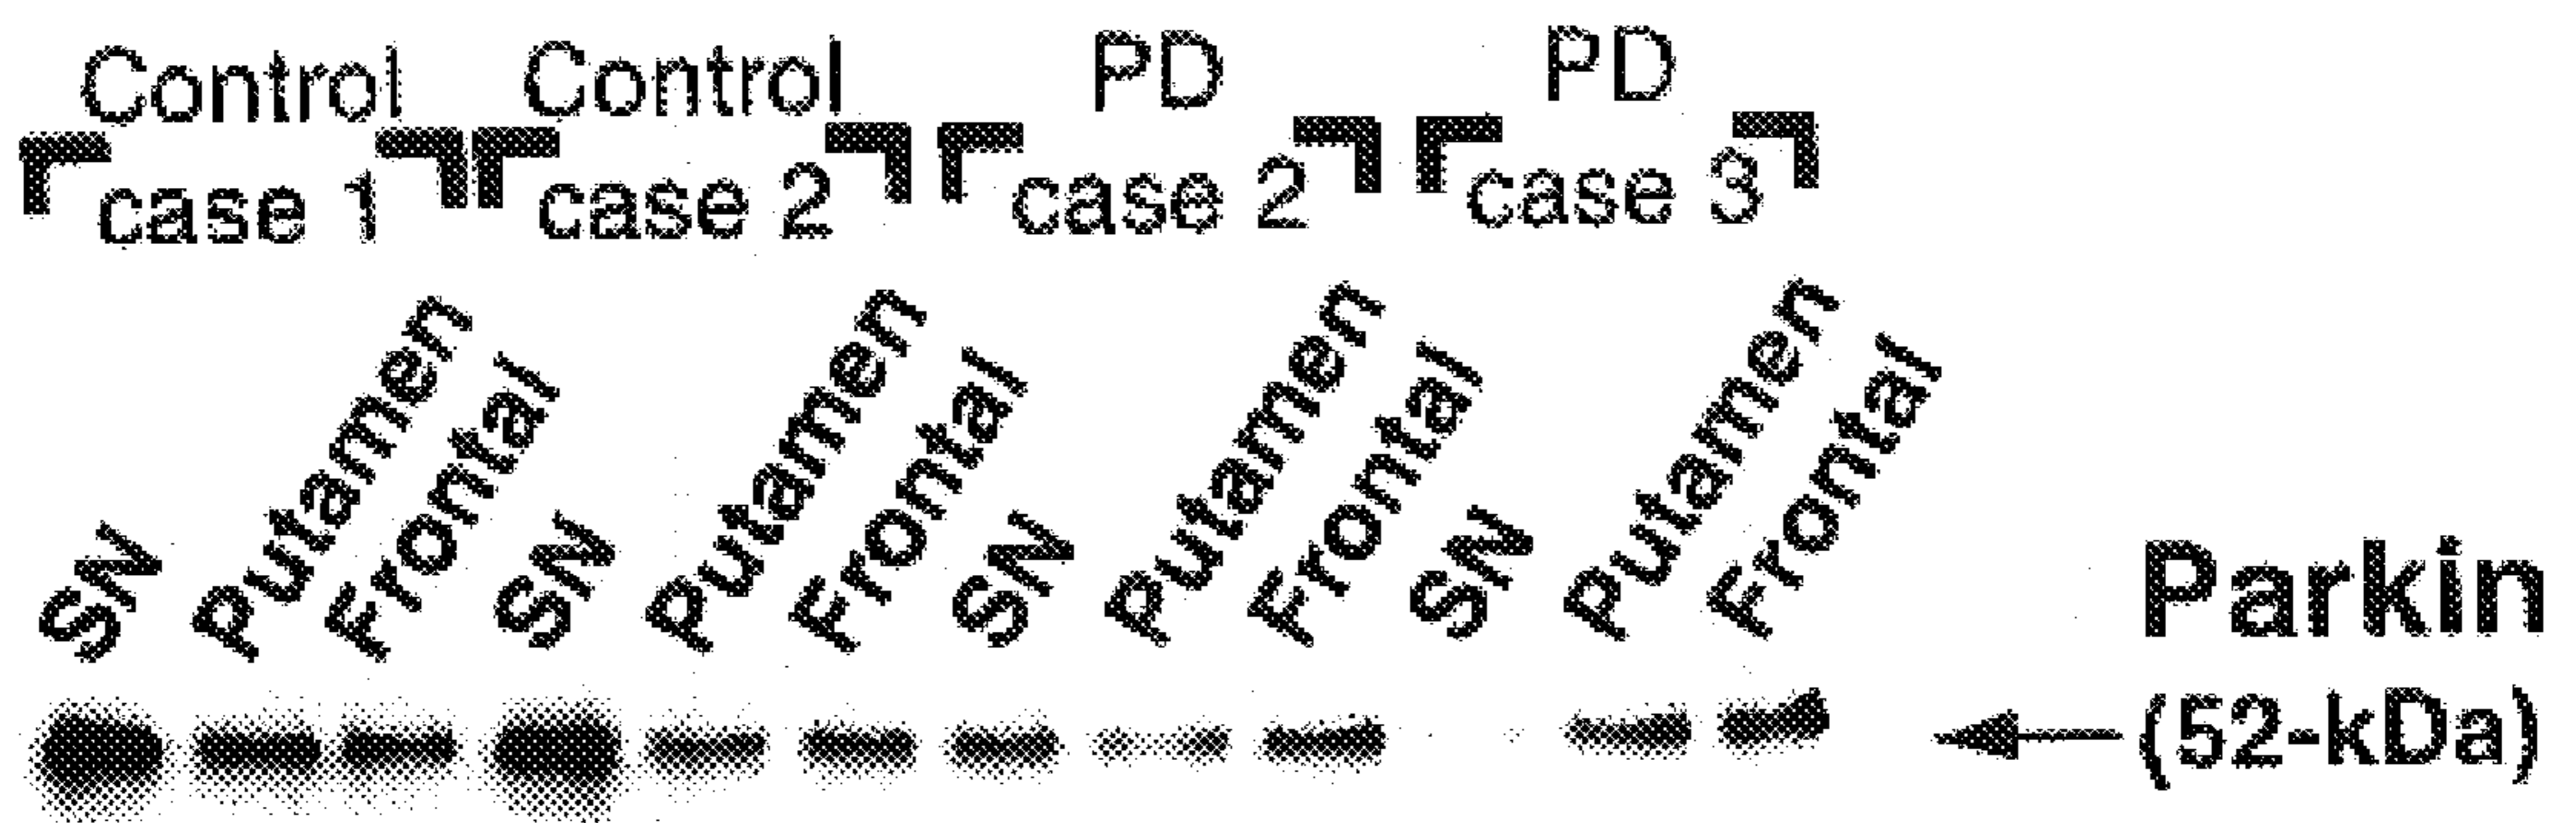 Control Control PD PD
case 1 case 2 case 2 case 3
SN Putamen Frontal SN Putamen Frontal SN Putamen Frontal SN Putamen Frontal
Parkin
(52-kDa)